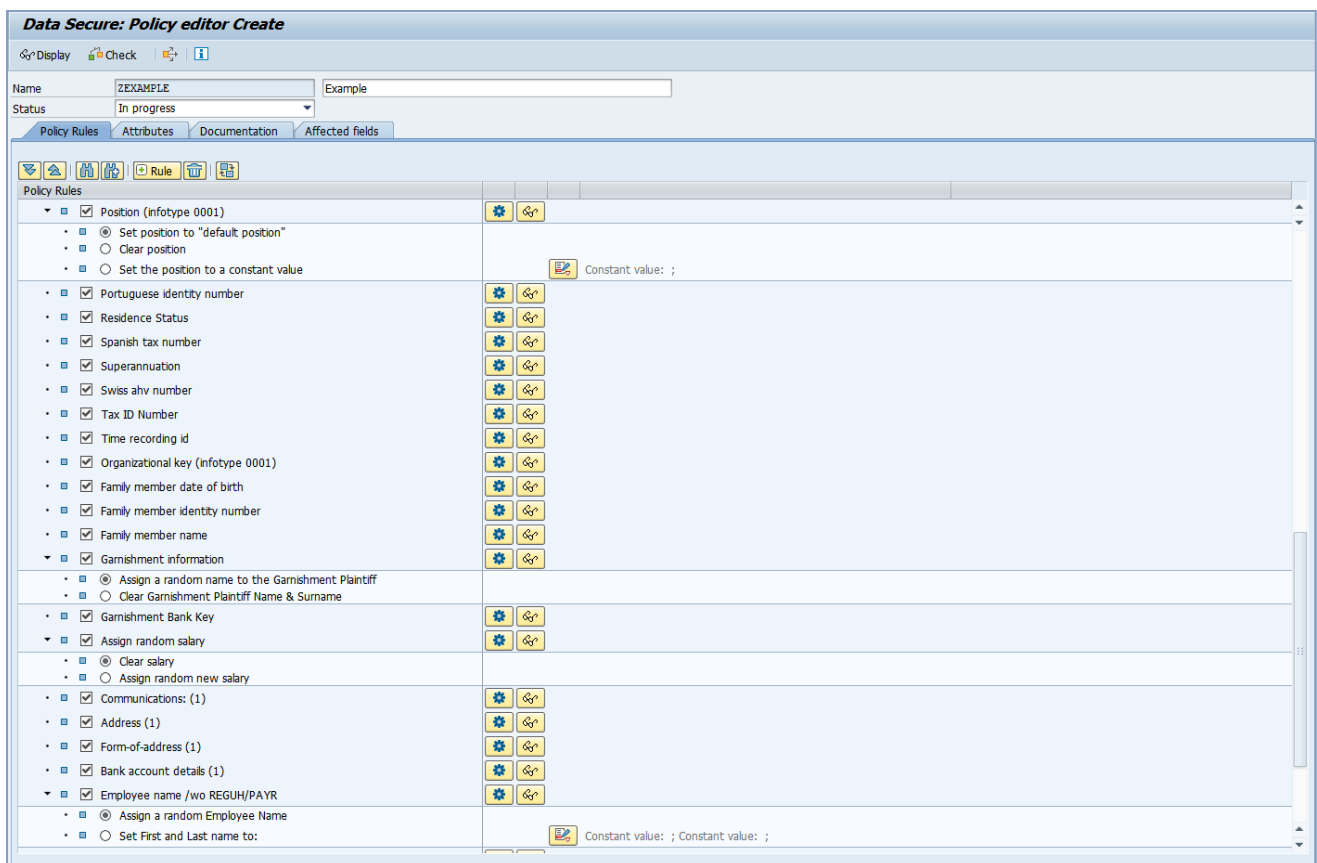 Data Secure: Policy editor Create
Display Check
Name ZEXAMPLE Example
Status In progress
Policy Rules Attributes Documentation Affected fields
Rule
Policy Rules
Position (infotype 0001)
Set position to "default position"
Clear position
Set the position to a constant value Constant value: ;
Portuguese identity number
Residence Status
Spanish tax number
Superannuation
Swiss ahv number
Tax ID Number
Time recording id
Organizational key (infotype 0001)
Family member date of birth
Family member identity number
Family member name
Garnishment information
Assign a random name to the Garnishment Plaintiff
Clear Garnishment Plaintiff Name & Surname
Garnishment Bank Key
Assign random salary
Clear salary
Assign random new salary
Communications: (1)
Address (1)
Form-of-address (1)
Bank account details (1)
Employee name /wo REGUH/PAYR
Assign a random Employee Name
Set First and Last name to: Constant value: ; Constant value: ;